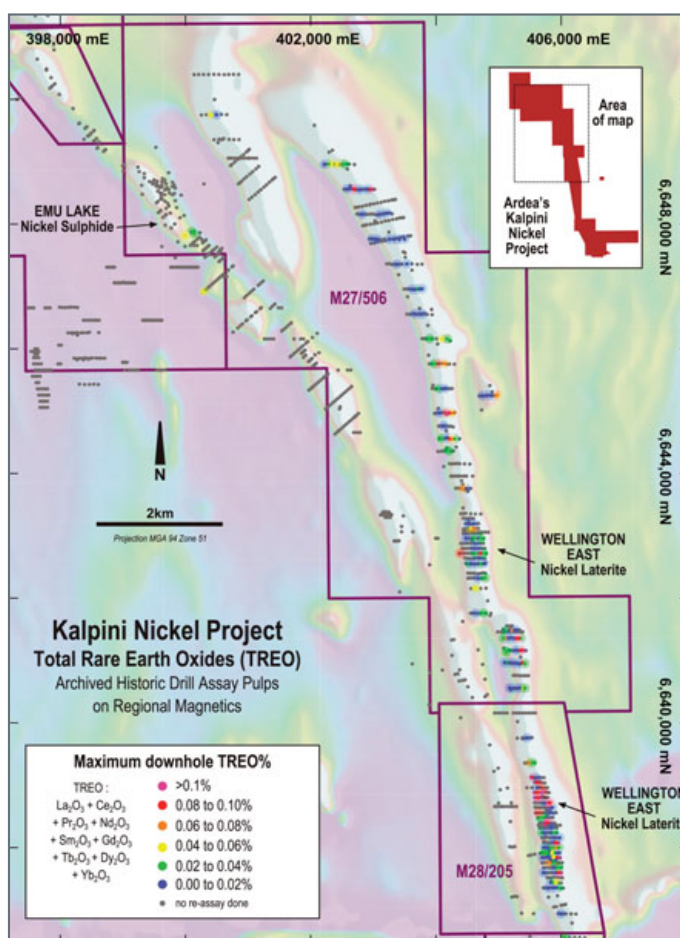 398,000 mE
402,000 mE
406,000 mE
Area
of map
Ardea's
Kalpini
Nickel
Project
6,648,000 mN
EMU LAKE
Nickel Sulphide
M27/506
N
2km
Projection MGA 94 Zone 51
6,644,000 mN
WELLINGTON
EAST
Nickel Laterite
Kalpini Nickel Project
Total Rare Earth Oxides (TREO)
Archived Historic Drill Assay Pulps
on Regional Magnetics
6,640,000 mN
Maximum downhole TREO%
TREO :
La₂O₃ + Ce₂O₃
+ Pr₂O₃ + Nd₂O₃
+ Sm₂O₃ + Gd₂O₃
+ Tb₂O₃ + Dy₂O₃
+ Yb₂O₃
>0.1%
0.08 to 0.10%
0.06 to 0.08%
0.04 to 0.06%
0.02 to 0.04%
0.00 to 0.02%
no re-assay done
WELLINGTON
EAST
Nickel Laterite
M28/205